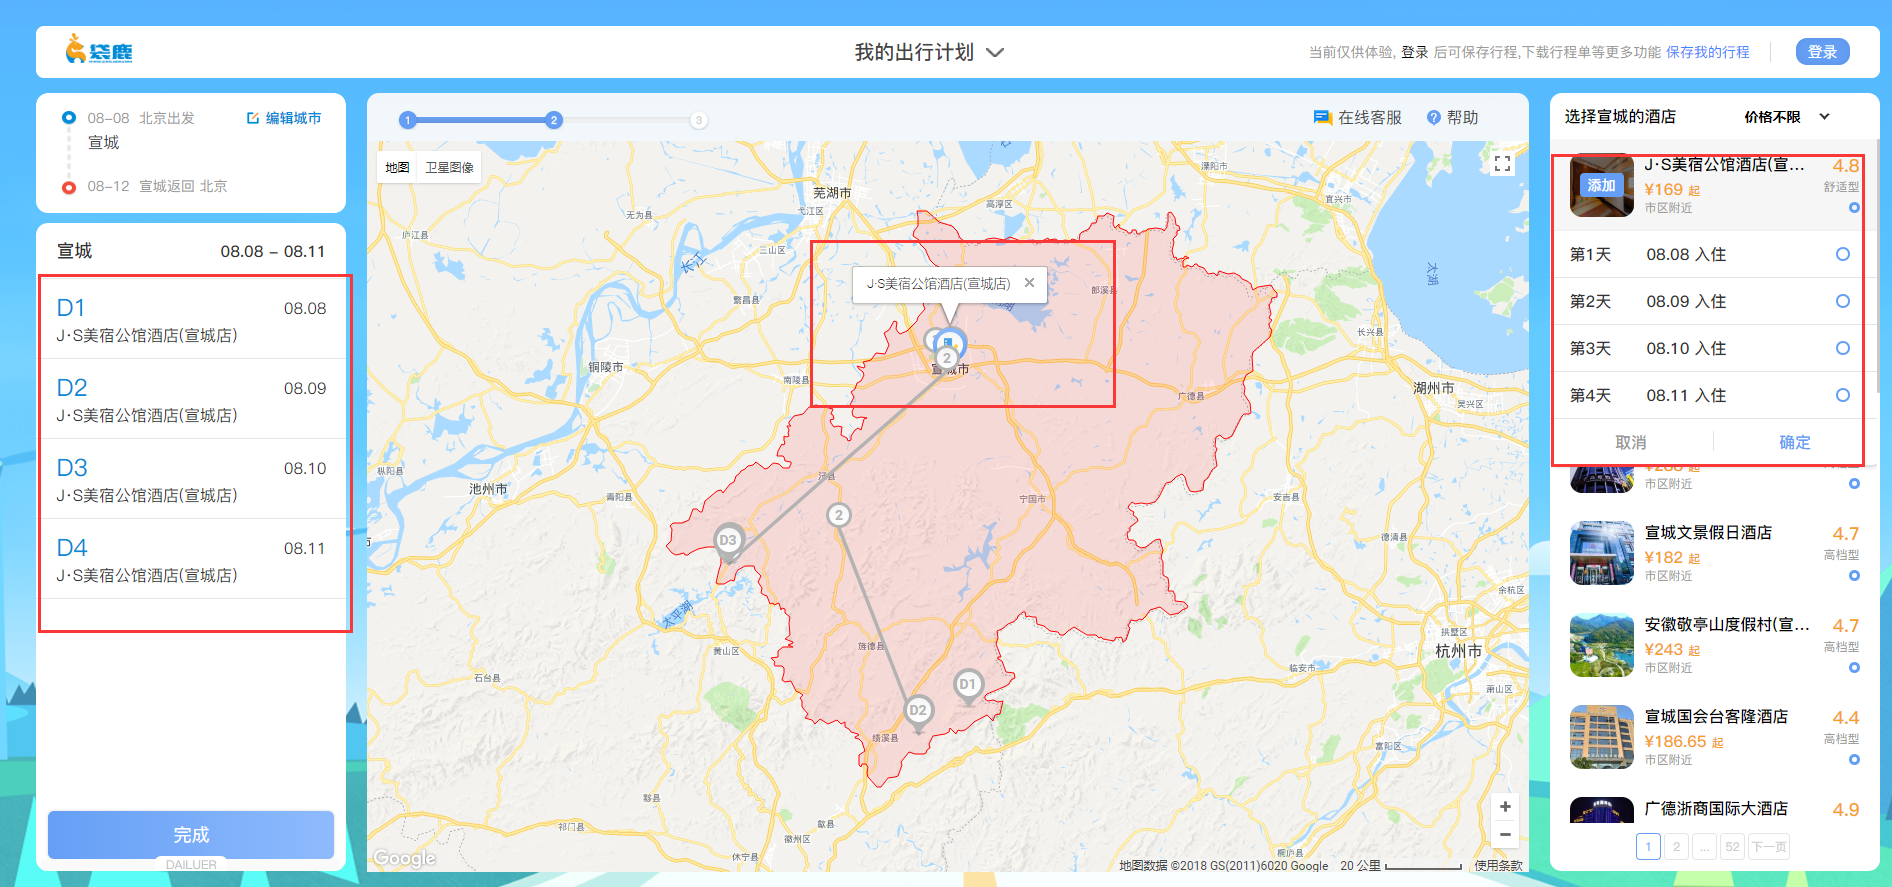 袋鹿
我的出行计划
当前仅供体验, 登录 后可保存行程,下载行程单等更多功能 保存我的行程
登录
08-08 北京出发
编辑城市
宣城
08-12 宣城返回 北京
宣城
08.08 - 08.11
D1
08.08
J·S美宿公馆酒店(宣城店)
D2
08.09
J·S美宿公馆酒店(宣城店)
D3
08.10
J·S美宿公馆酒店(宣城店)
D4
08.11
J·S美宿公馆酒店(宣城店)
完成
DAILUER
1
2
3
在线客服
帮助
地图
卫星图像
溧阳市
芜湖市
弋江区
高淳区
宜兴市
无为县
庐江县
三山区
长江
太湖
繁昌县
郎溪县
J·S美宿公馆酒店(宣城店)
2
宣城市
长兴县
铜陵市
南陵县
湖州市
吴兴区
广德县
枞阳县
泾县
池州市
青阳县
宁国市
安吉县
2
D3
德清县
余杭区
太平湖
拱墅区
旌德县
黄山区
杭州市
石台县
临安市
D1
萧山区
D2
绩溪县
富阳区
黟县
歙县
祁门县
徽州区
休宁县
桐庐县
Google
地图数据 ©2018 GS(2011)6020 Google
20 公里
使用条款
选择宣城的酒店
价格不限
J·S美宿公馆酒店(宣...
4.8
添加
¥169 起
舒适型
市区附近
第1天
08.08 入住
第2天
08.09 入住
第3天
08.10 入住
第4天
08.11 入住
取消
确定
市区附近
宣城文景假日酒店
4.7
¥182 起
高档型
市区附近
安徽敬亭山度假村(宣...
4.7
¥243 起
高档型
市区附近
宣城国会台客隆酒店
4.4
¥186.65 起
高档型
市区附近
广德浙商国际大酒店
4.9
1
2
...
52
下一页